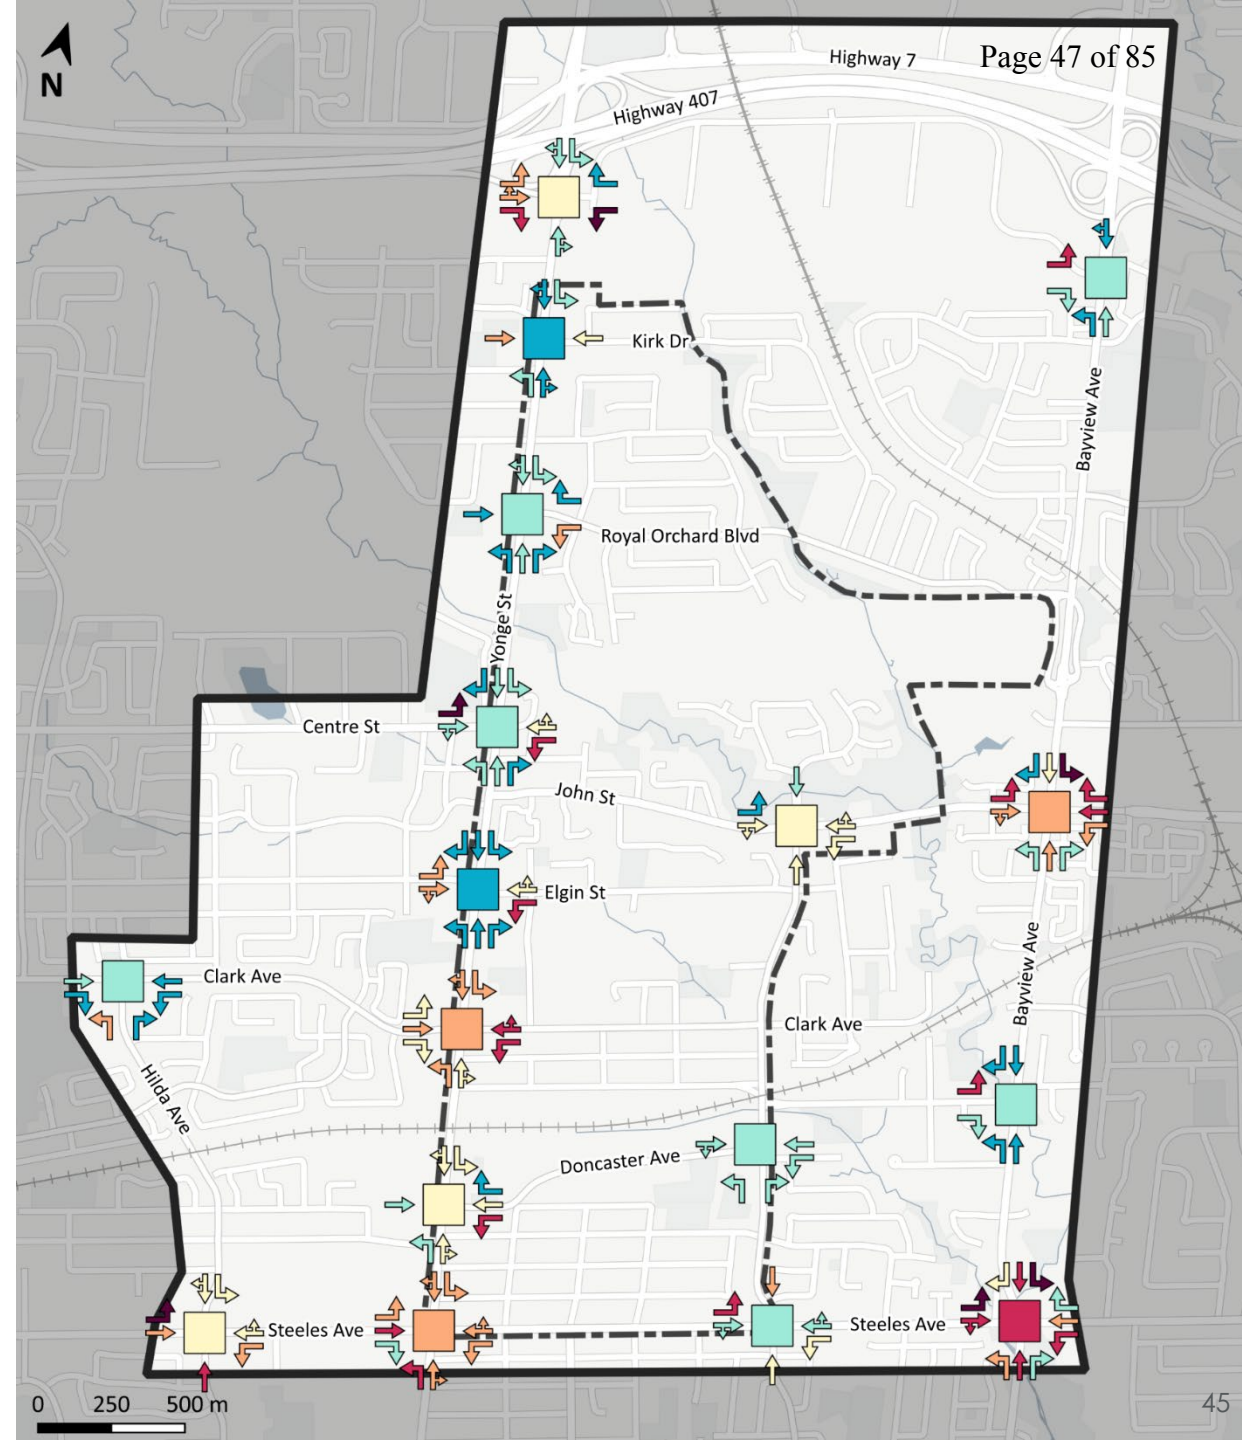 Page 47 of 85
Highway 7
Highway 407
N
Kirk Dr
Bayview Ave
Royal Orchard Blvd
Yonge St
Centre St
John St
Elgin St
Clark Ave
Clark Ave
Bayview Ave
Hilda Ave
Doncaster Ave
Steeles Ave
Steeles Ave
0 250 500 m
45